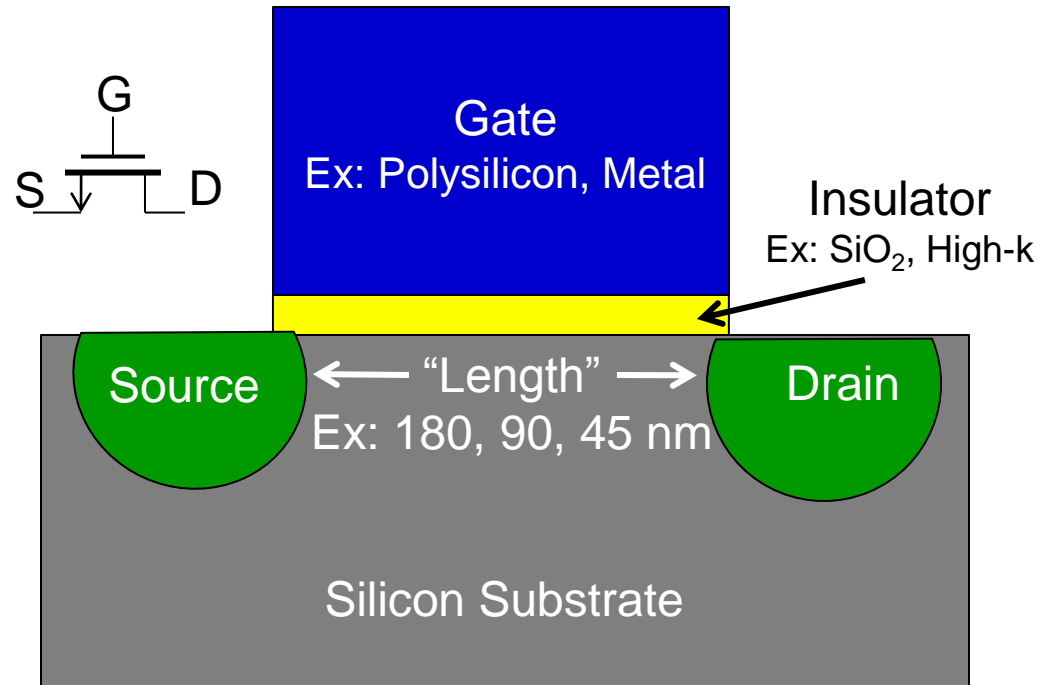 G
S
D
Gate
Ex: Polysilicon, Metal
Insulator
Ex: SiO₂, High-k
Source
“Length”
Drain
Ex: 180, 90, 45 nm
Silicon Substrate